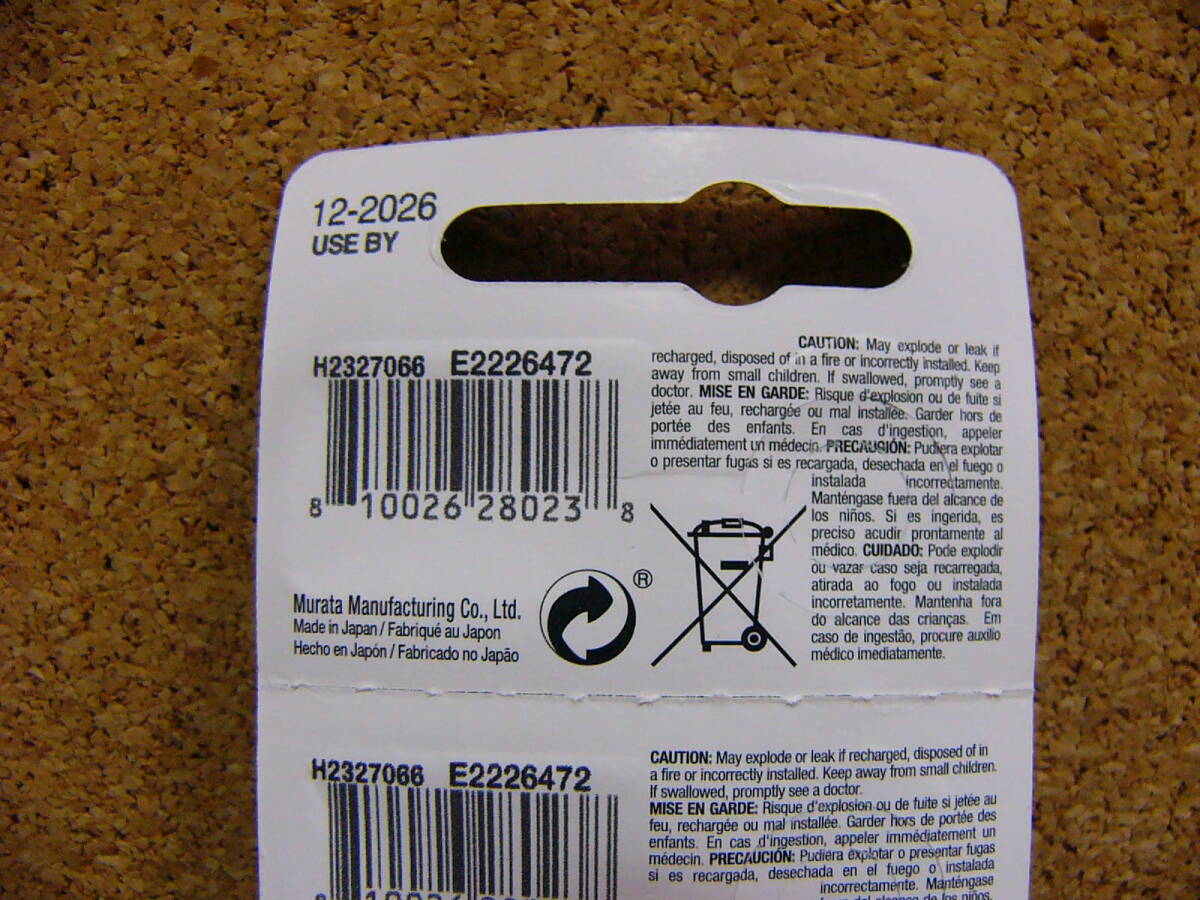 12-2026
USE BY
H2327066 E2226472
8 10026 28023 8
Murata Manufacturing Co., Ltd.
Made in Japan / Fabriqué au Japon
Hecho en Japón / Fabricado no Japão
®
CAUTION: May explode or leak if
recharged, disposed of in a fire or incorrectly installed. Keep
away from small children. If swallowed, promptly see a
doctor. MISE EN GARDE: Risque d'explosion ou de fuite si
jetée au feu, rechargée ou mal installée. Garder hors de
portée des enfants. En cas d'ingestion, appeler
immédiatement un médecin. PRECAUSIÓN: Pudiera explotar
o presentar fugas si es recargada, desechada en el fuego o
instalada incorrectamente.
Manténgase fuera del alcance de
los niños. Si es ingerida, es
preciso acudir prontamente al
médico. CUIDADO: Pode explodir
ou vazar caso seja recarregada,
atirada ao fogo ou instalada
incorretamente. Mantenha fora
do alcance das crianças. Em
caso de ingestão, procure auxilio
médico imediatamente.
H2327066 E2226472
CAUTION: May explode or leak if recharged, disposed of in
a fire or incorrectly installed. Keep away from small children.
If swallowed, promptly see a doctor.
MISE EN GARDE: Risque d'explosion ou de fuite si jetée au
feu, rechargée ou mal installée. Garder hors de portée des
enfants. En cas d'ingestion, appeler immédiatement un
médecin. PRECAUCIÓN: Pudiera explotar o presentar fugas
si es recargada, desechada en el fuego o instalada
incorrectamente. Manténgase